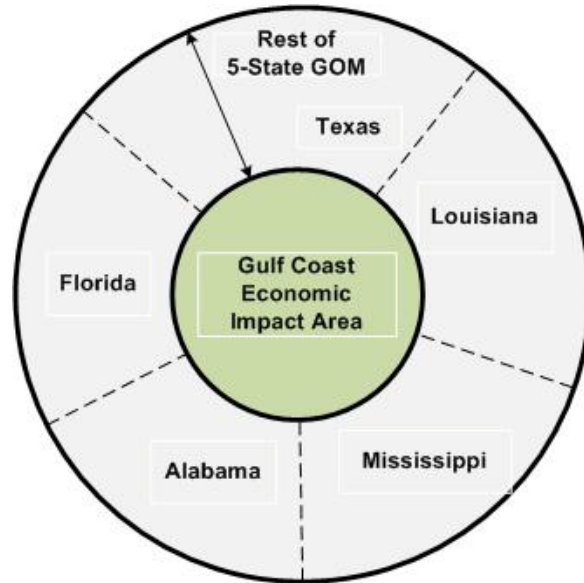 Rest of
5-State GOM
Texas
Louisiana
Florida
Gulf Coast
Economic
Impact Area
Alabama
Mississippi